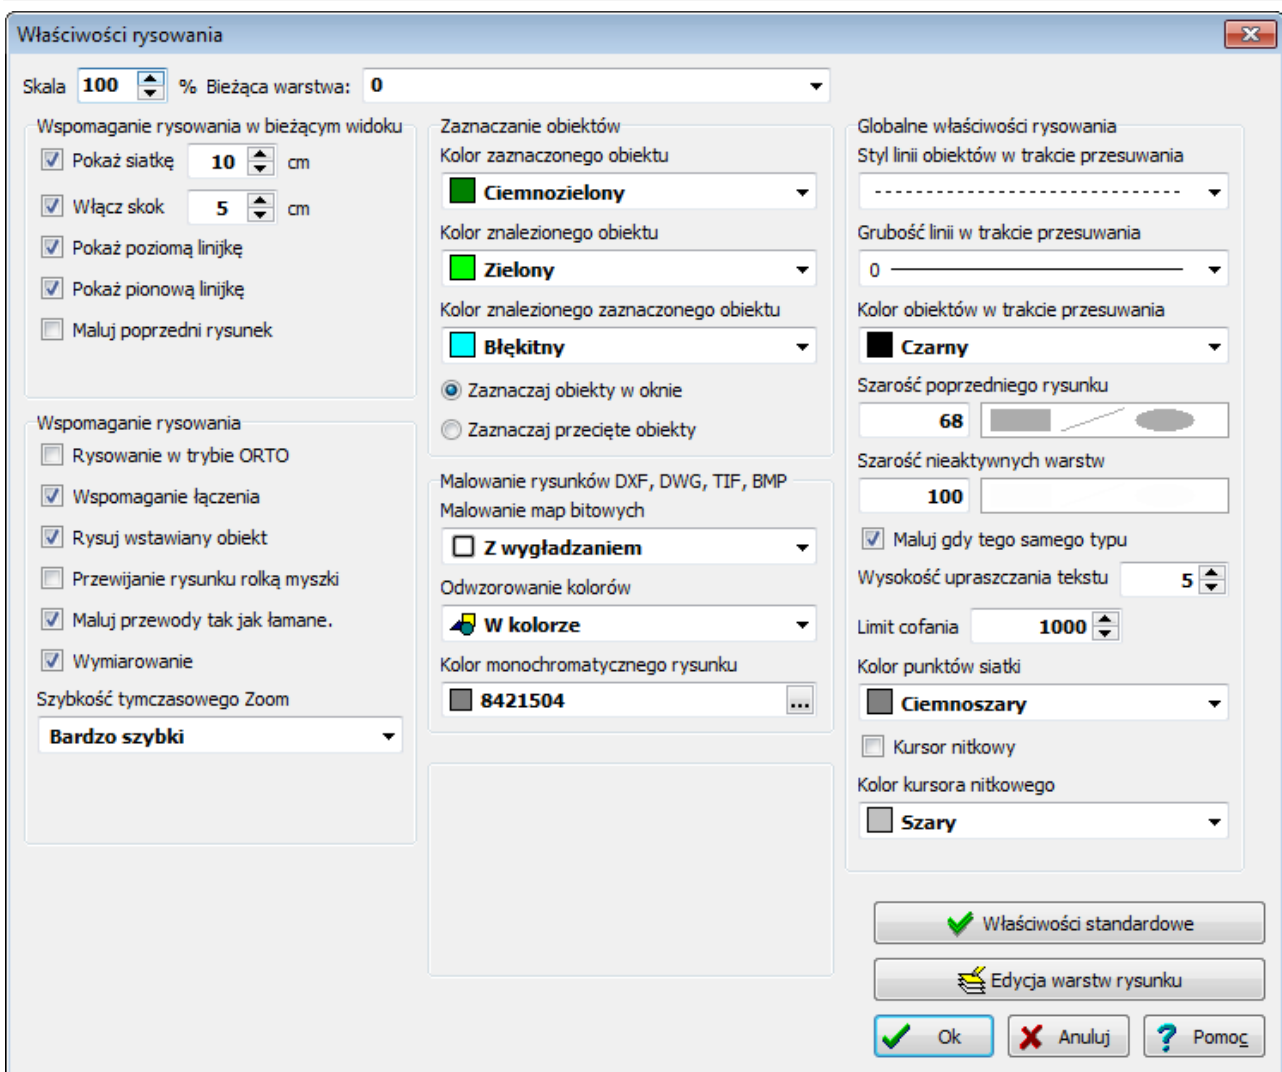 Właściwości rysowania
Skala 100 % Bieżąca warstwa: 0
Wspomaganie rysowania w bieżącym widoku
Pokaż siatkę 10 cm
Włącz skok 5 cm
Pokaż poziomą linijkę
Pokaż pionową linijkę
Maluj poprzedni rysunek
Wspomaganie rysowania
Rysowanie w trybie ORTO
Wspomaganie łączenia
Rysuj wstawiany obiekt
Przewijanie rysunku rolką myszki
Maluj przewody tak jak łamane.
Wymiarowanie
Szybkość tymczasowego Zoom
Bardzo szybki
Zaznaczanie obiektów
Kolor zaznaczonego obiektu
Ciemnozielony
Kolor znalezionego obiektu
Zielony
Kolor znalezionego zaznaczonego obiektu
Błękitny
Zaznaczaj obiekty w oknie
Zaznaczaj przecięte obiekty
Malowanie rysunków DXF, DWG, TIF, BMP
Malowanie map bitowych
Z wygładzaniem
Odwzorowanie kolorów
W kolorze
Kolor monochromatycznego rysunku
8421504 ...
Globalne właściwości rysowania
Styl linii obiektów w trakcie przesuwania
Grubość linii w trakcie przesuwania
0
Kolor obiektów w trakcie przesuwania
Czarny
Szarość poprzedniego rysunku
68
Szarość nieaktywnych warstw
100
Maluj gdy tego samego typu
Wysokość upraszczania tekstu 5
Limit cofania 1000
Kolor punktów siatki
Ciemnoszary
Kursor nitkowy
Kolor kursora nitkowego
Szary
Właściwości standardowe
Edycja warstw rysunku
Ok Anuluj Pomoc